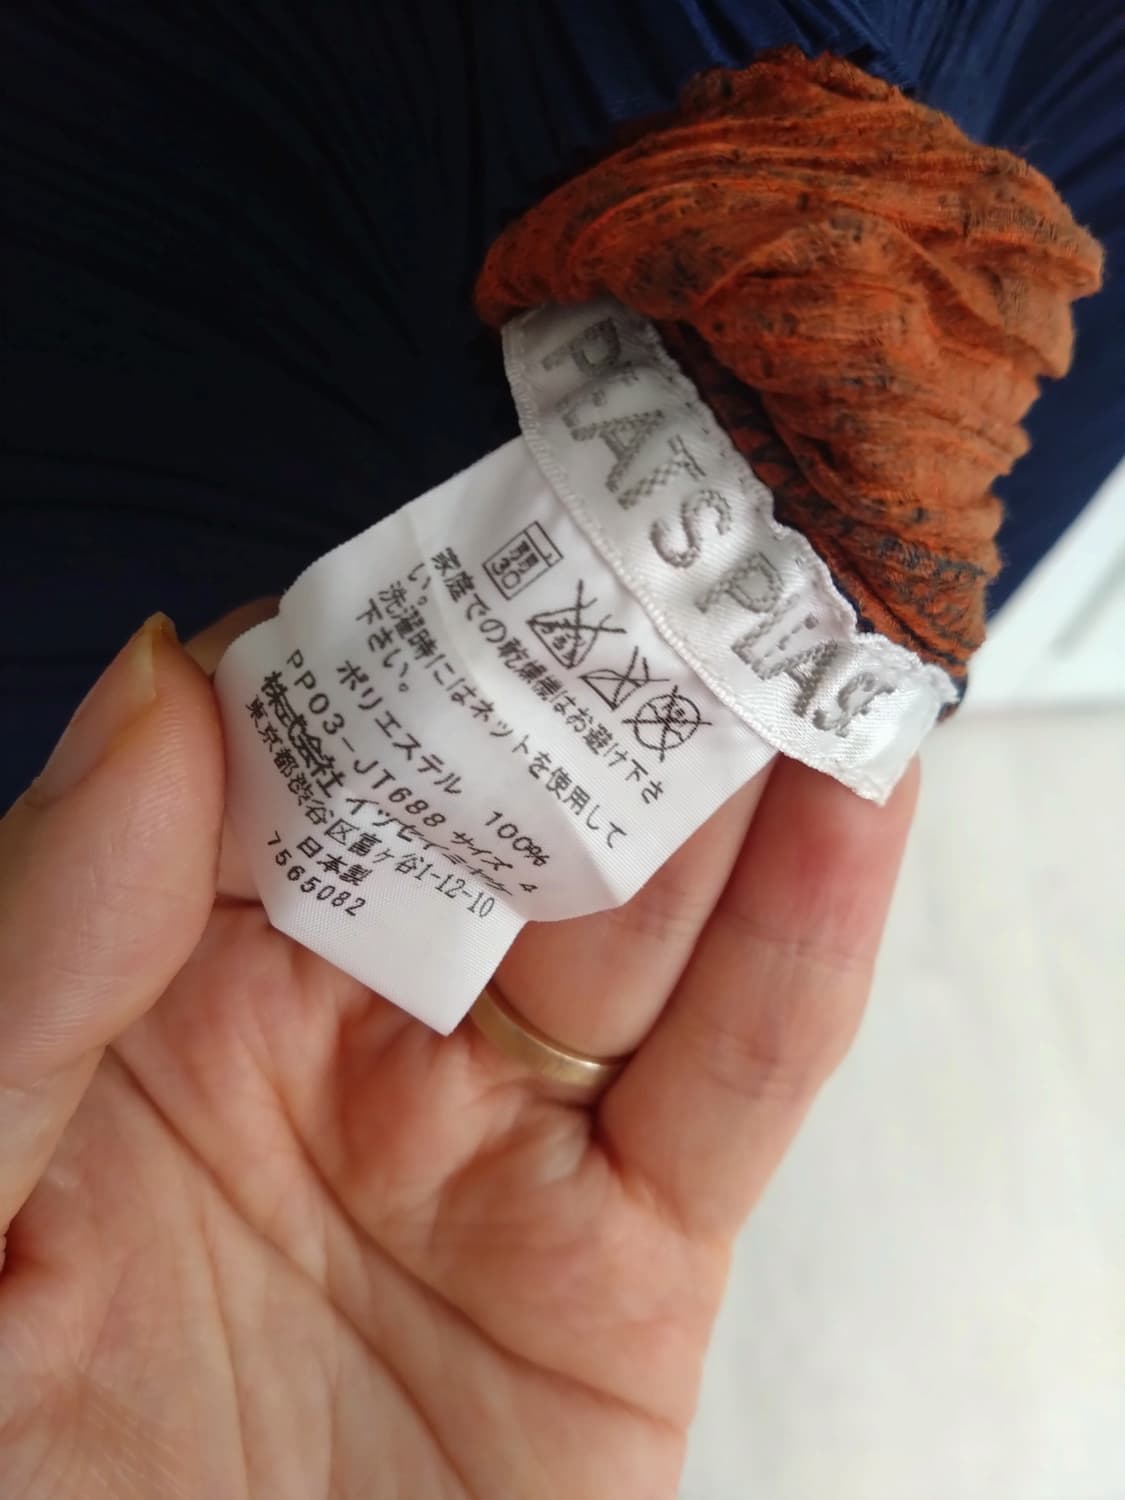 PLEATS PLEASE
弱
30
家庭での乾燥機はお避け下さ
い。
洗濯時にはネットを使用して
下さい。
ポリエステル 100%
PP03-JT688 サイズ 4
株式会社 イッセイミヤケ
東京都渋谷区富ヶ谷1-12-10
日本製
7565082